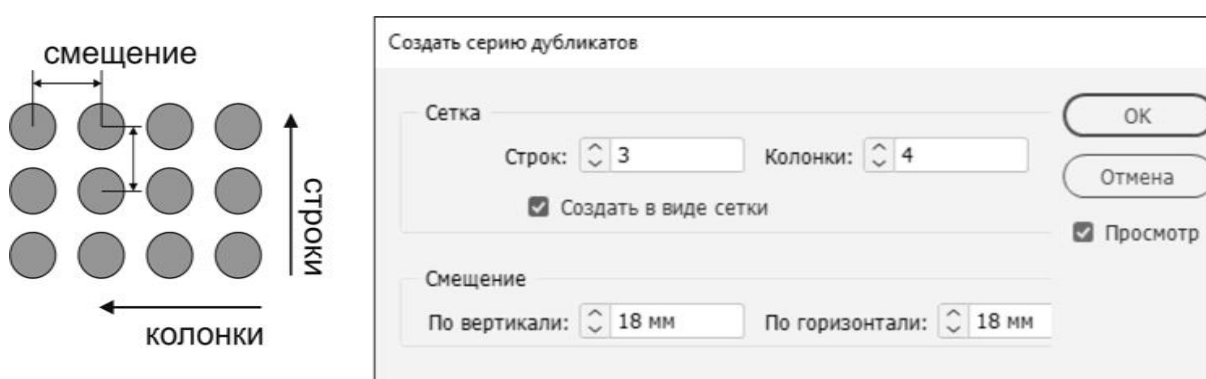 смещение
строки
колонки
Создать серию дубликатов
Сетка
Строк: 3 Колонки: 4
Создать в виде сетки
Смещение
По вертикали: 18 мм По горизонтали: 18 мм
ОК
Отмена
Просмотр